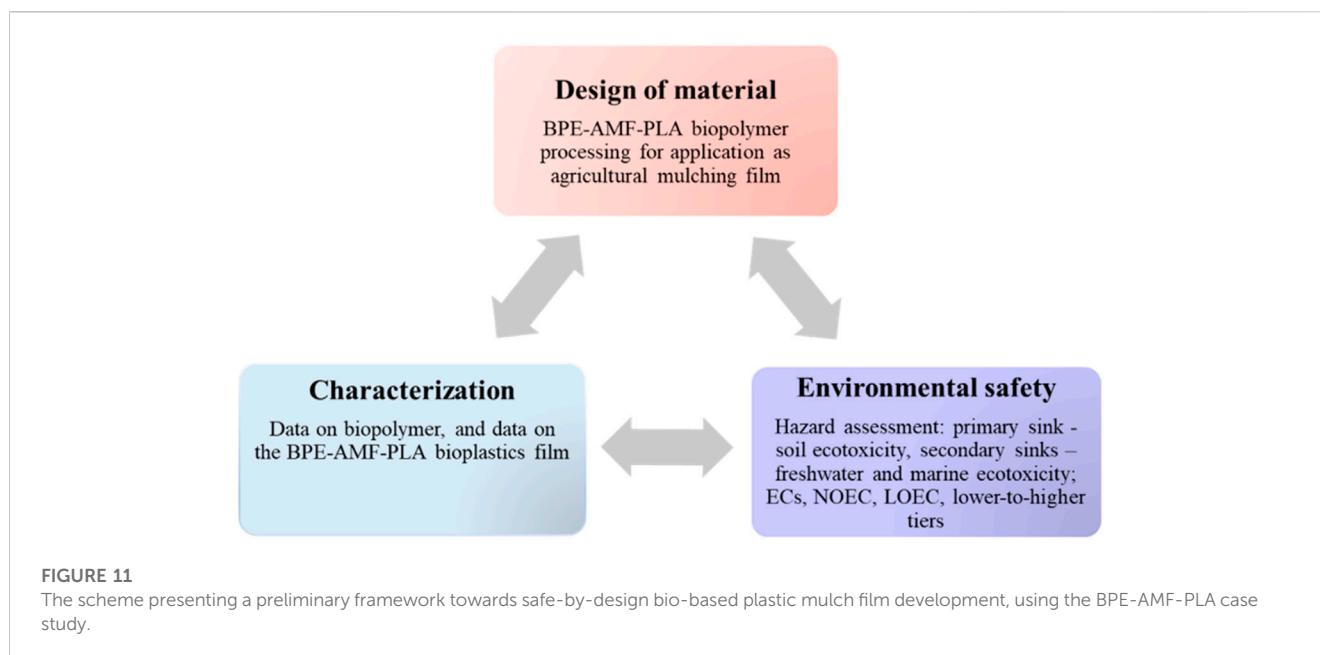 Design of material
BPE-AMF-PLA biopolymer
processing for application as
agricultural mulching film
Characterization
Data on biopolymer, and data on
the BPE-AMF-PLA bioplastics film
Environmental safety
Hazard assessment: primary sink -
soil ecotoxicity, secondary sinks –
freshwater and marine ecotoxicity;
ECs, NOEC, LOEC, lower-to-higher
tiers
FIGURE 11
The scheme presenting a preliminary framework towards safe-by-design bio-based plastic mulch film development, using the BPE-AMF-PLA case
study.